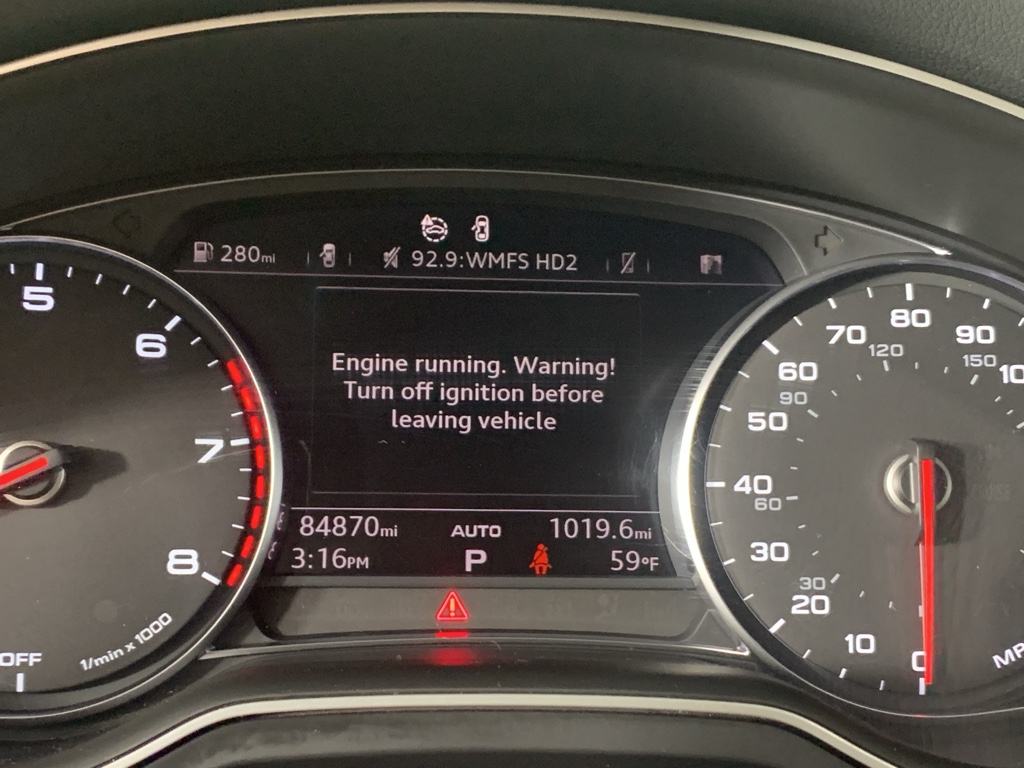 280mi
92.9:WMFS HD2
Engine running. Warning!
Turn off ignition before
leaving vehicle
84870mi
AUTO
1019.6mi
3:16PM
P
59°F
5
6
7
8
1/min x 1000
OFF
0
10
20
30
30
40
60
50
60
90
70
80
120
90
150